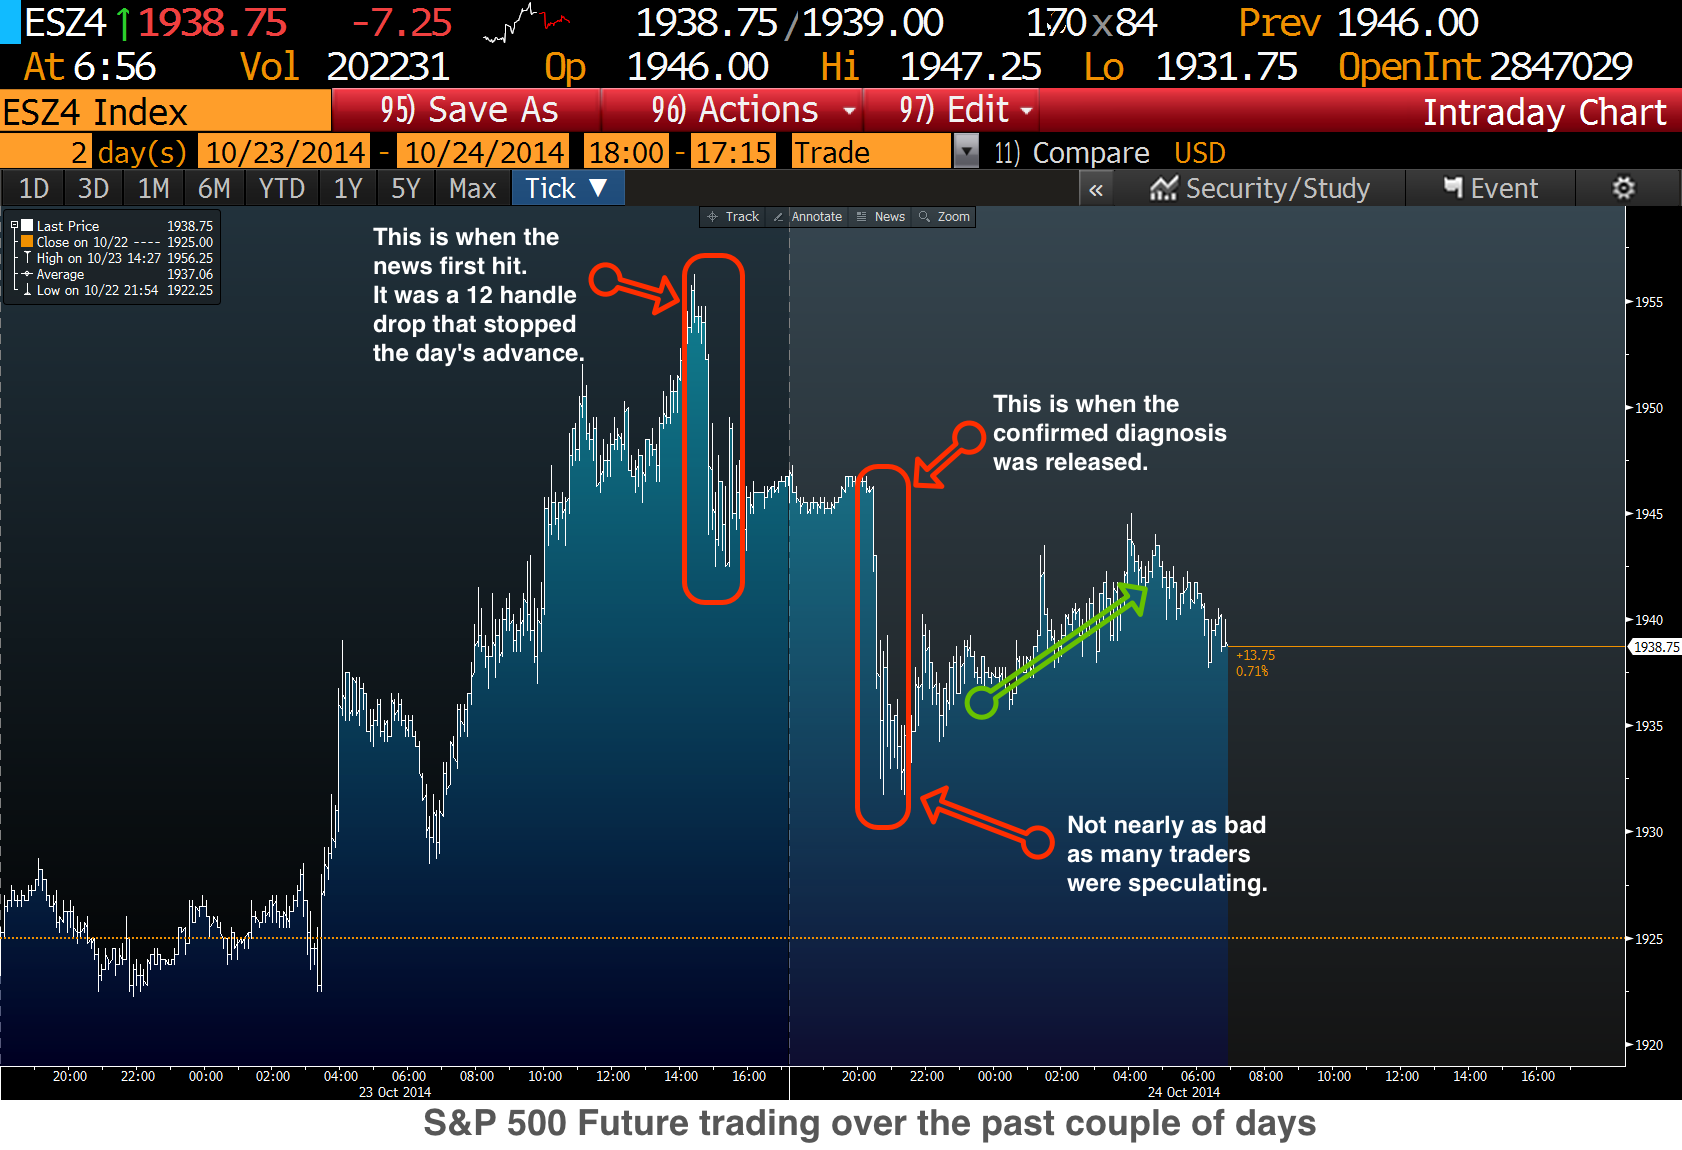 ESZ4 ↑1938.75 -7.25 1938.75/1939.00 170x84 Prev 1946.00
At 6:56 Vol 202231 Op 1946.00 Hi 1947.25 Lo 1931.75 OpenInt 2847029
ESZ4 Index 95) Save As 96) Actions 97) Edit Intraday Chart
2 day(s) 10/23/2014 - 10/24/2014 18:00 - 17:15 Trade 11) Compare USD
1D 3D 1M 6M YTD 1Y 5Y Max Tick ▼ « Security/Study Event
Track Annotate News Zoom
Last Price 1938.75
Close on 10/22 ---- 1925.00
High on 10/23 14:27 1956.25
Average 1937.06
Low on 10/22 21:54 1922.25
This is when the
news first hit.
It was a 12 handle
drop that stopped
the day's advance.
This is when the
confirmed diagnosis
was released.
Not nearly as bad
as many traders
were speculating.
+13.75
0.71%
1955
1950
1945
1940
1938.75
1935
1930
1925
1920
20:00 22:00 00:00 02:00 04:00 06:00 08:00 10:00 12:00 14:00 16:00 20:00 22:00 00:00 02:00 04:00 06:00 08:00 10:00 12:00 14:00 16:00
23 Oct 2014 24 Oct 2014
S&P 500 Future trading over the past couple of days